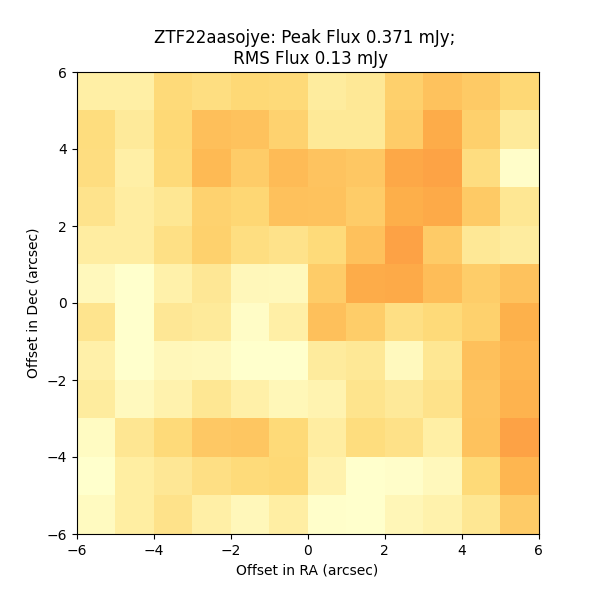 ZTF22aasojye: Peak Flux 0.371 mJy;
RMS Flux 0.13 mJy
6
4
2
0
−2
−4
−6
Offset in Dec (arcsec)
−6 −4 −2 0 2 4 6
Offset in RA (arcsec)